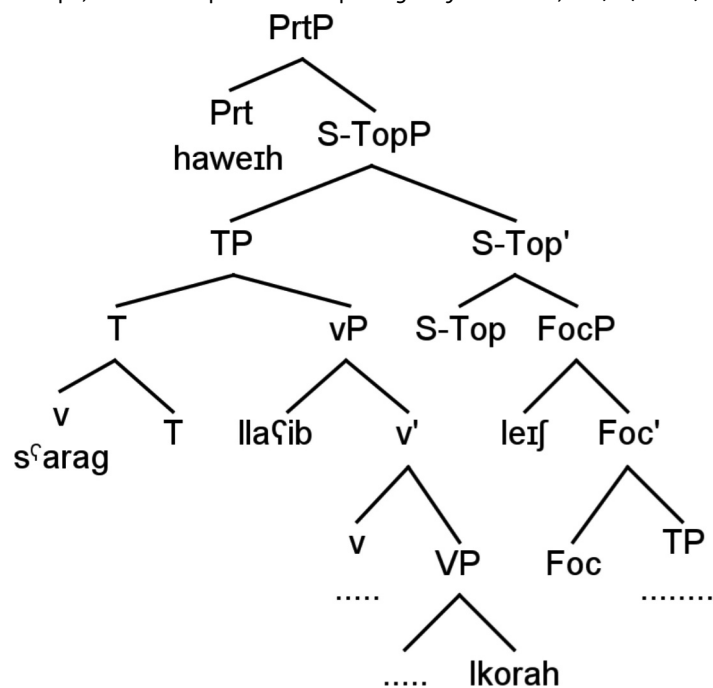 PrtP
Prt S-TopP
haweɪh
TP S-Top'
T vP S-Top FocP
v T llaʕib v' leɪʃ Foc'
sˤarag
v VP Foc TP
..... ........
..... lkorah